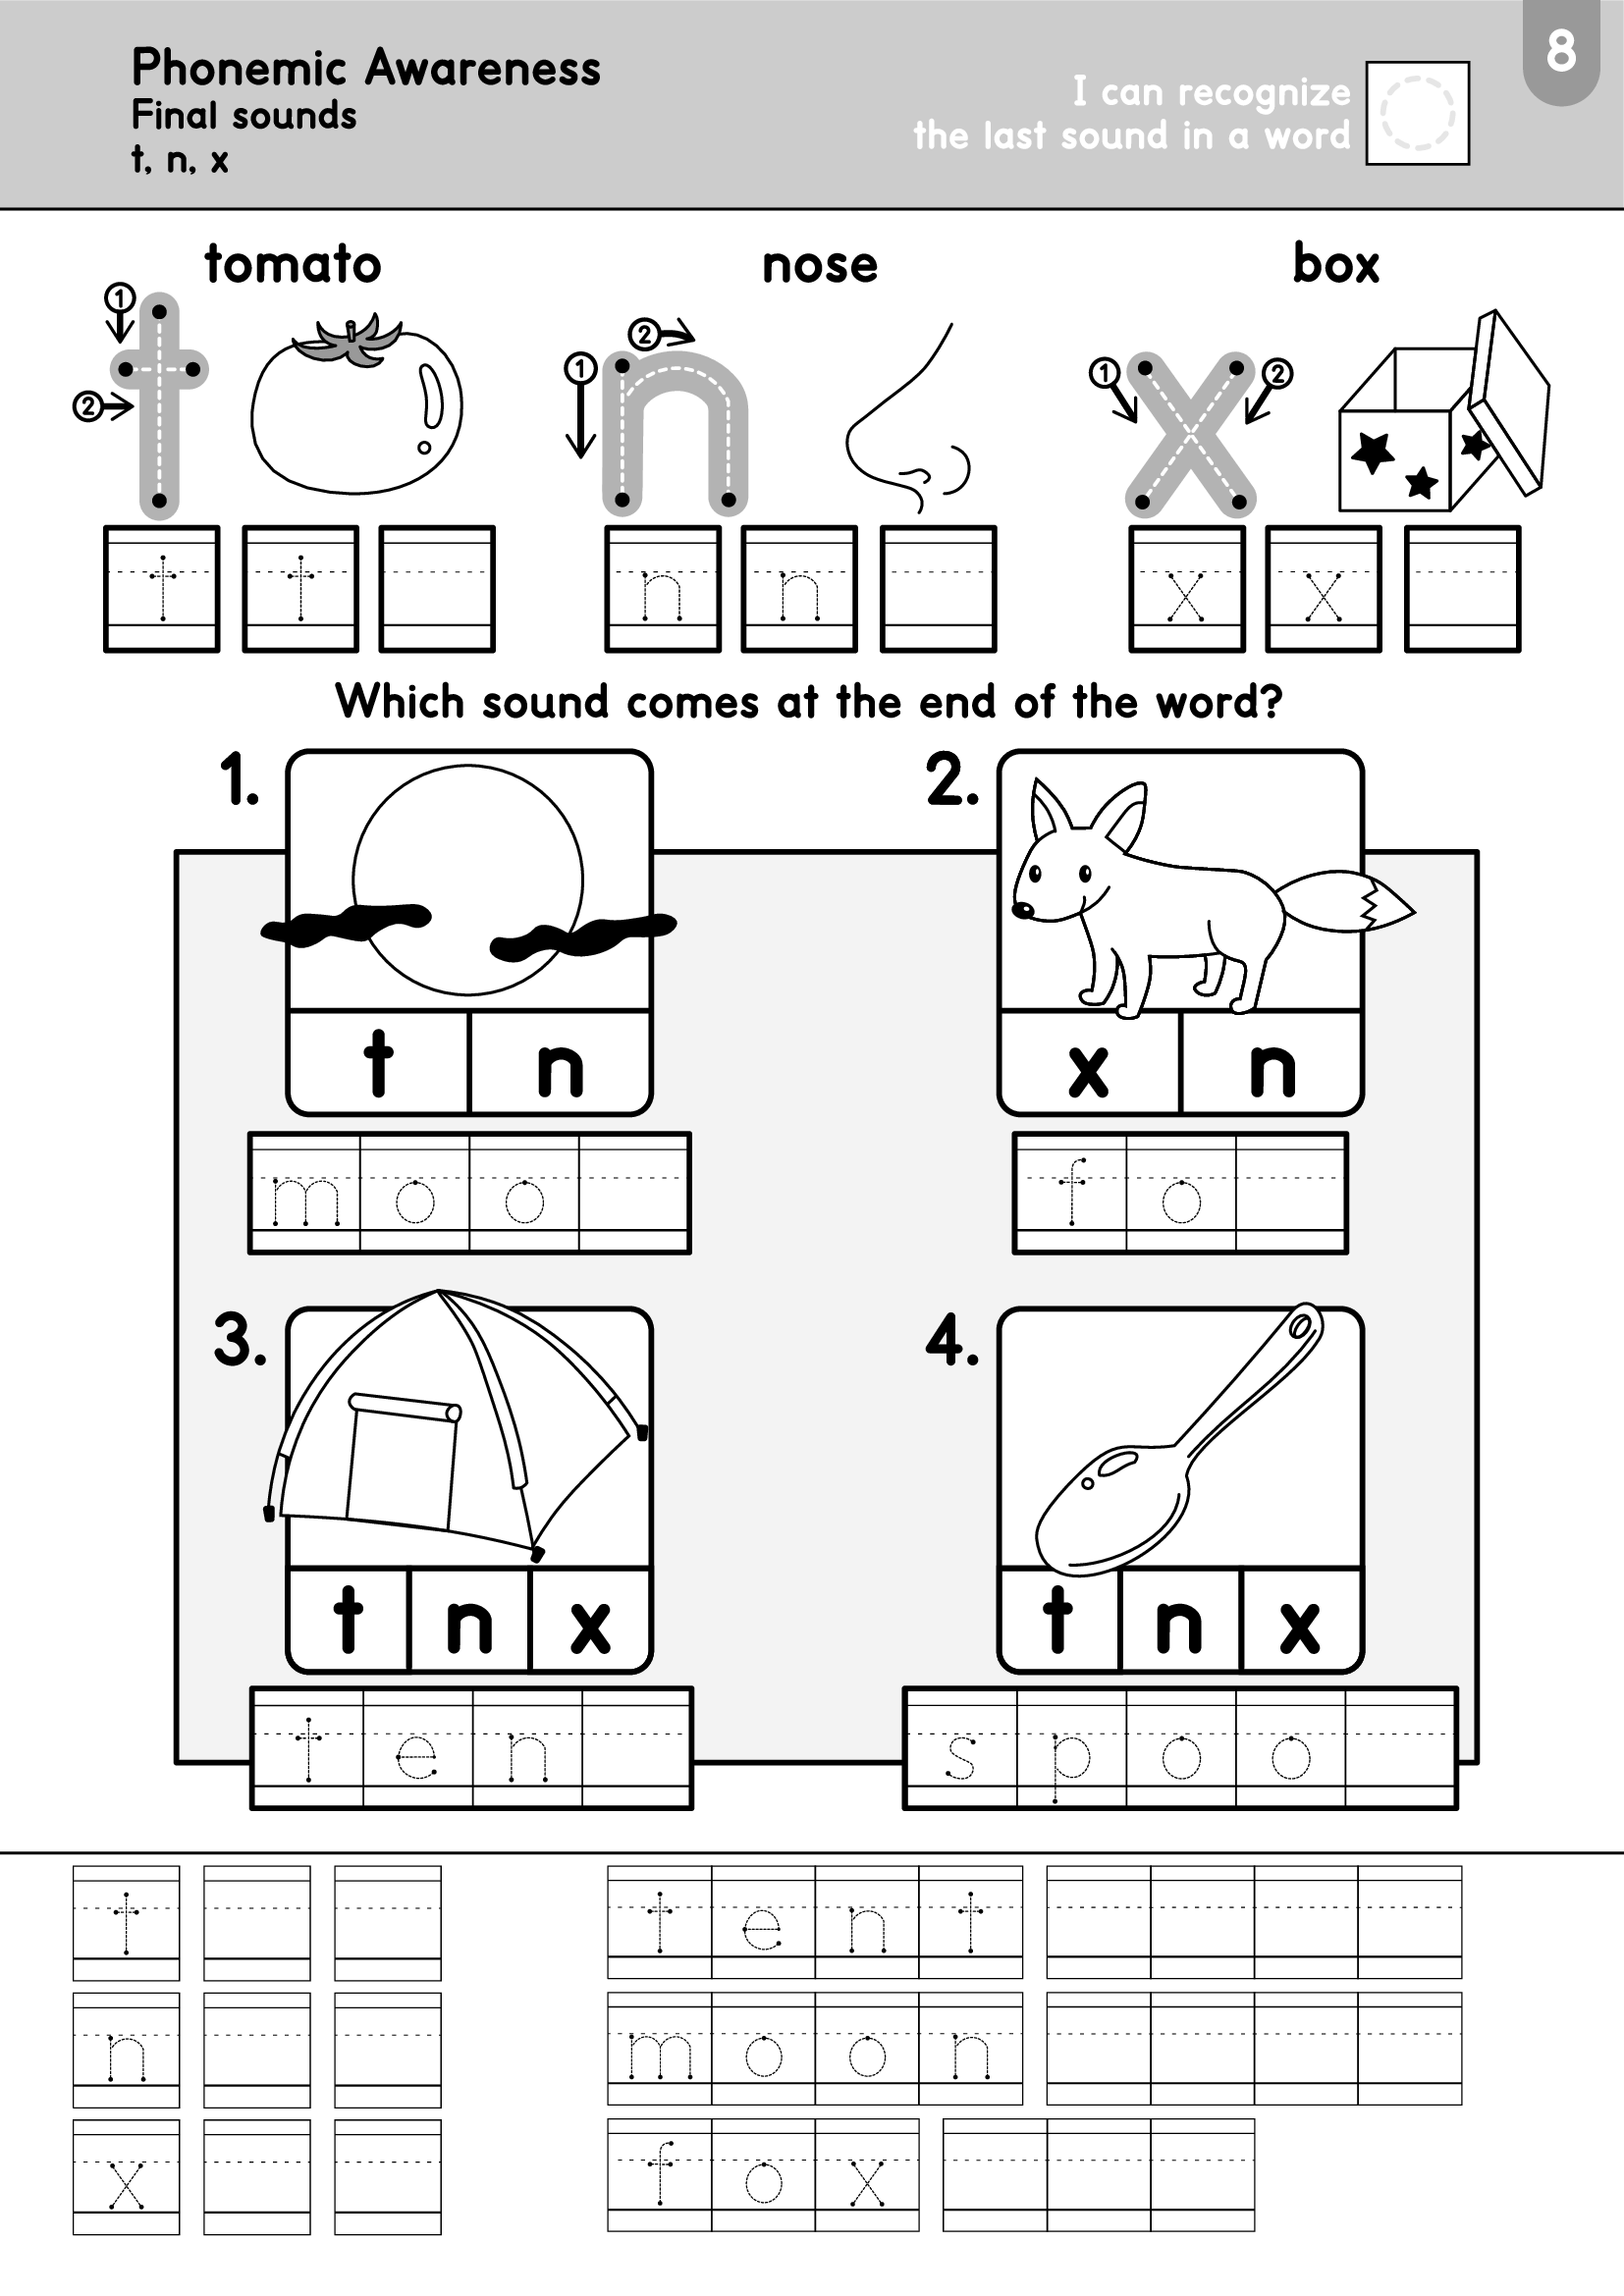 8
Phonemic Awareness
Final sounds
t, n, x
I can recognize
the last sound in a word
tomato
nose
box
1
2
t
2
1
n
1
2
x
t t
n n
x x
Which sound comes at the end of the word?
1.
t n
m o o
2.
x n
f o
3.
t n x
t e n
4.
t n x
s p o o
t
n
x
t e n t
m o o n
f o x